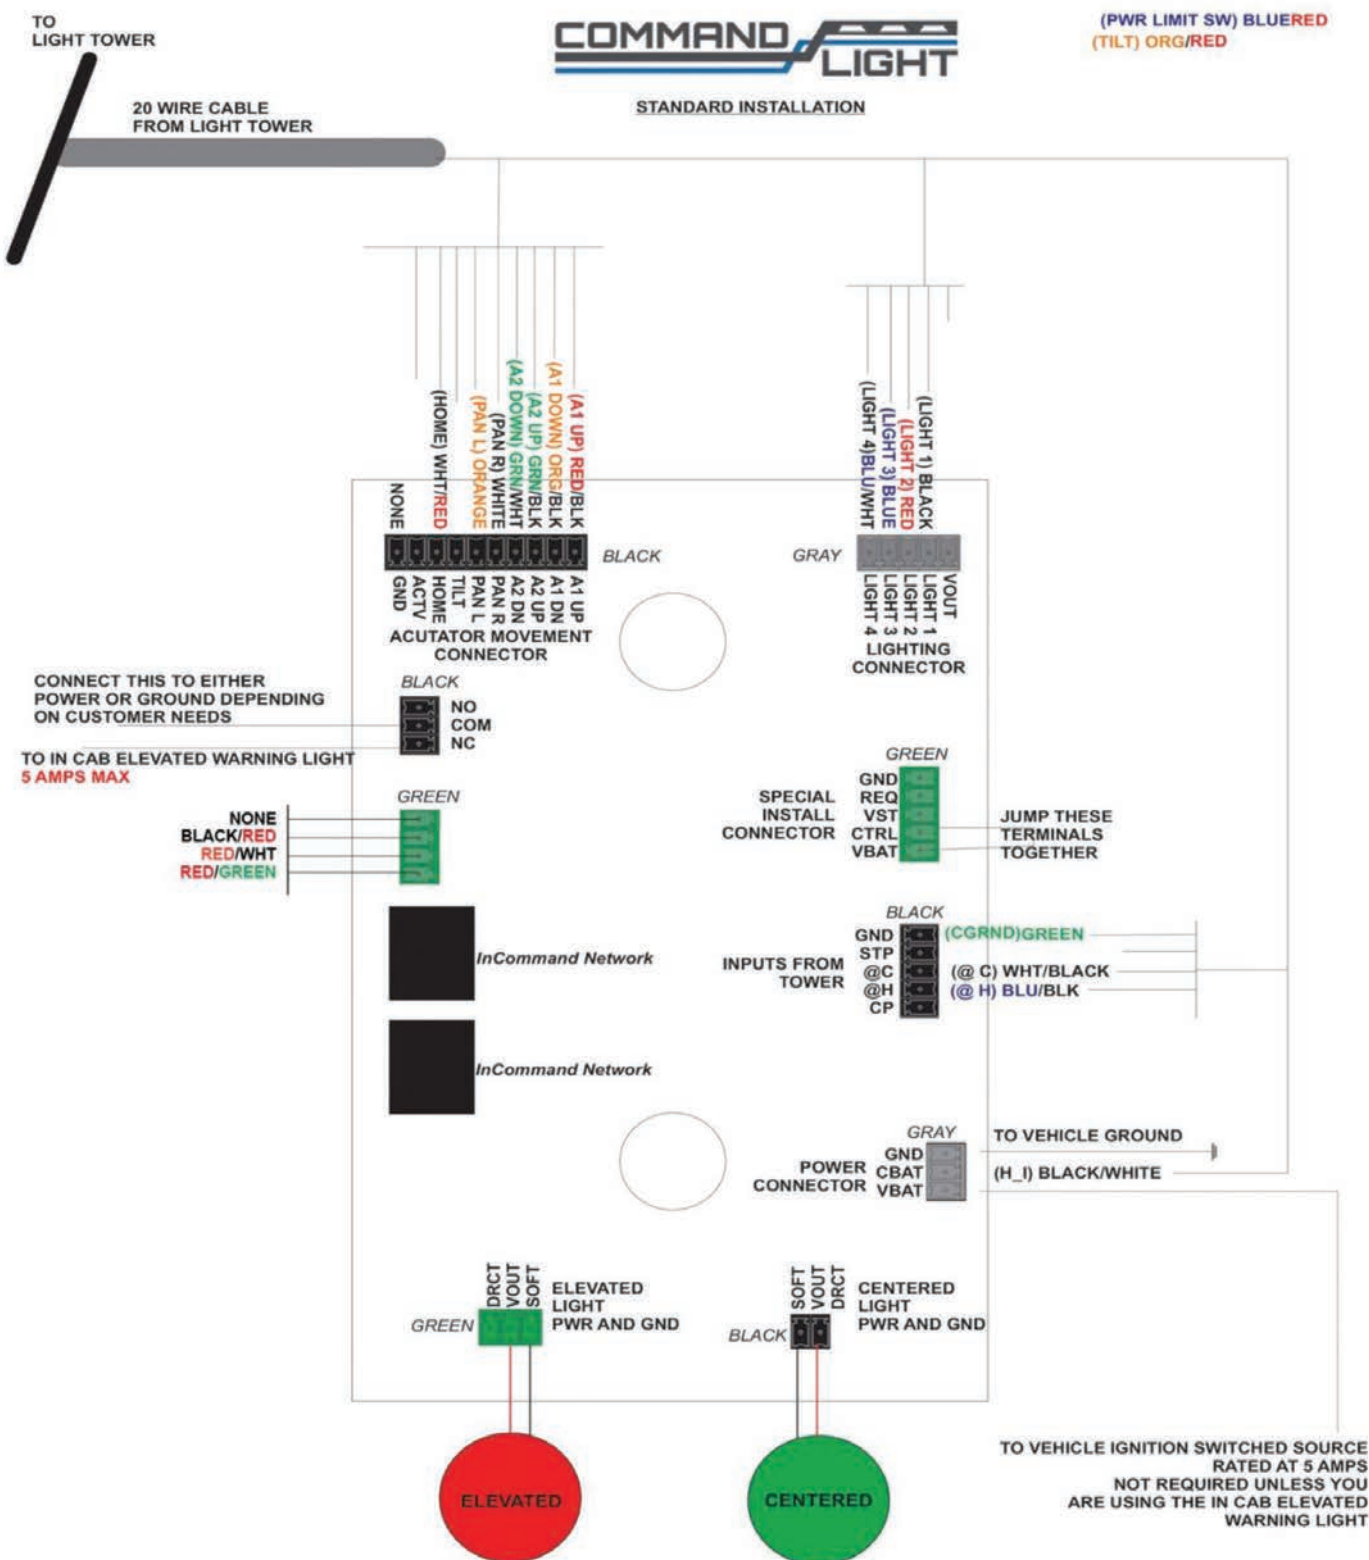 TO
LIGHT TOWER
COMMAND
LIGHT
STANDARD INSTALLATION
(PWR LIMIT SW) BLUERED
(TILT) ORG/RED
20 WIRE CABLE
FROM LIGHT TOWER
(HOME) WHT/RED
(PAN L) ORANGE
(PAN R) WHITE
(A2 DOWN) GRN/WHT
(A2 UP) GRN/BLK
(A1 DOWN) ORG/BLK
(A1 UP) RED/BLK
NONE
BLACK
GND
ACTV
HOME
TILT
PAN L
PAN R
A2 DN
A2 UP
A1 DN
A1 UP
ACUTATOR MOVEMENT
CONNECTOR
(LIGHT 4)BLU/WHT
(LIGHT 3) BLUE
(LIGHT 2) RED
(LIGHT 1) BLACK
GRAY
LIGHT 4
LIGHT 3
LIGHT 2
LIGHT 1
VOUT
LIGHTING
CONNECTOR
CONNECT THIS TO EITHER
POWER OR GROUND DEPENDING
ON CUSTOMER NEEDS
BLACK
NO
COM
NC
TO IN CAB ELEVATED WARNING LIGHT
5 AMPS MAX
GREEN
NONE
BLACK/RED
RED/WHT
RED/GREEN
GREEN
GND
REQ
VST
CTRL
VBAT
SPECIAL
INSTALL
CONNECTOR
JUMP THESE
TERMINALS
TOGETHER
InCommand Network
InCommand Network
BLACK
GND
STP
@C
@H
CP
INPUTS FROM
TOWER
(CGRND)GREEN
(@ C) WHT/BLACK
(@ H) BLU/BLK
GRAY
GND
CBAT
VBAT
POWER
CONNECTOR
TO VEHICLE GROUND
(H_I) BLACK/WHITE
DRCT
VOUT
SOFT
ELEVATED
LIGHT
PWR AND GND
GREEN
SOFT
VOUT
DRCT
CENTERED
LIGHT
PWR AND GND
BLACK
ELEVATED
CENTERED
TO VEHICLE IGNITION SWITCHED SOURCE
RATED AT 5 AMPS
NOT REQUIRED UNLESS YOU
ARE USING THE IN CAB ELEVATED
WARNING LIGHT